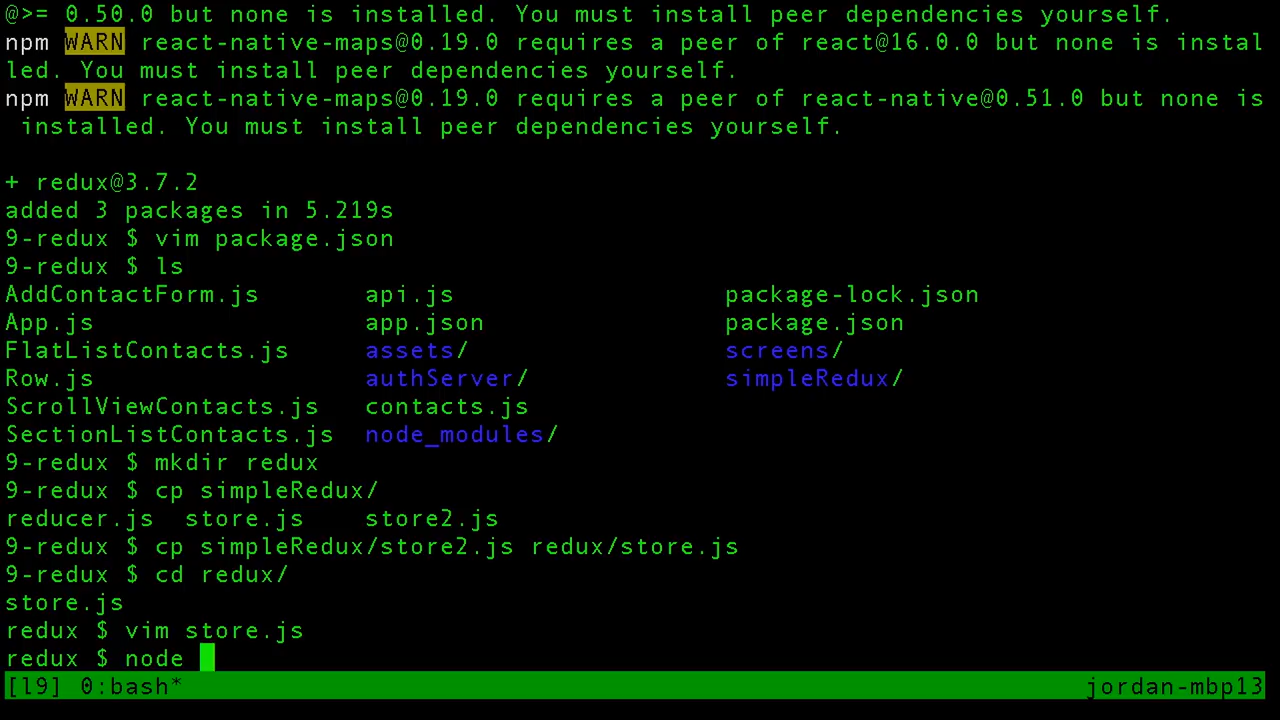 @>= 0.50.0 but none is installed. You must install peer dependencies yourself.
npm WARN react-native-maps@0.19.0 requires a peer of react@16.0.0 but none is instal
led. You must install peer dependencies yourself.
npm WARN react-native-maps@0.19.0 requires a peer of react-native@0.51.0 but none is
 installed. You must install peer dependencies yourself.

+ redux@3.7.2
added 3 packages in 5.219s
9-redux $ vim package.json
9-redux $ ls
AddContactForm.js       api.js                  package-lock.json
App.js                  app.json                package.json
FlatListContacts.js     assets/                 screens/
Row.js                  authServer/             simpleRedux/
ScrollViewContacts.js   contacts.js
SectionListContacts.js  node_modules/
9-redux $ mkdir redux
9-redux $ cp simpleRedux/
reducer.js  store.js    store2.js
9-redux $ cp simpleRedux/store2.js redux/store.js
9-redux $ cd redux/
store.js
redux $ vim store.js
redux $ node
[l9] 0:bash* jordan-mbp13